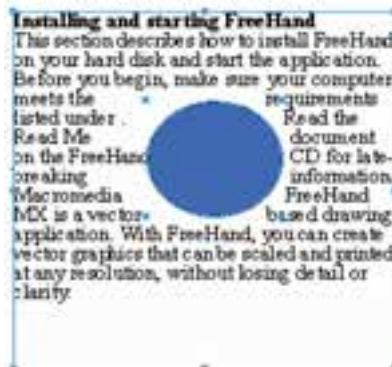 Installing and starting FreeHand
This section describes how to install FreeHand
on your hard disk and start the application.
Before you begin, make sure your computer
meets the requirements
listed under . Read the
Read Me document
on the FreeHand CD for late-
breaking information.
Macromedia FreeHand
MX is a vector- based drawing
application. With FreeHand, you can create
vector graphics that can be scaled and printed
at any resolution, without losing detail or
clarity.